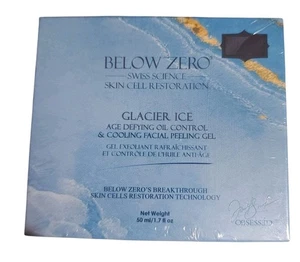 BELOW ZERO®
SWISS SCIENCE
SKIN CELL RESTORATION
GLACIER ICE
AGE DEFYING OIL CONTROL
& COOLING FACIAL PEELING GEL
GEL EXFOLIANT RAFRAÎCHISSANT
ET CONTRÔLE DE L'HUILE ANTI-ÂGE
BELOW ZERO'S BREAKTHROUGH
SKIN CELLS RESTORATION TECHNOLOGY
Net Weight
50 ml/1.7 fl oz